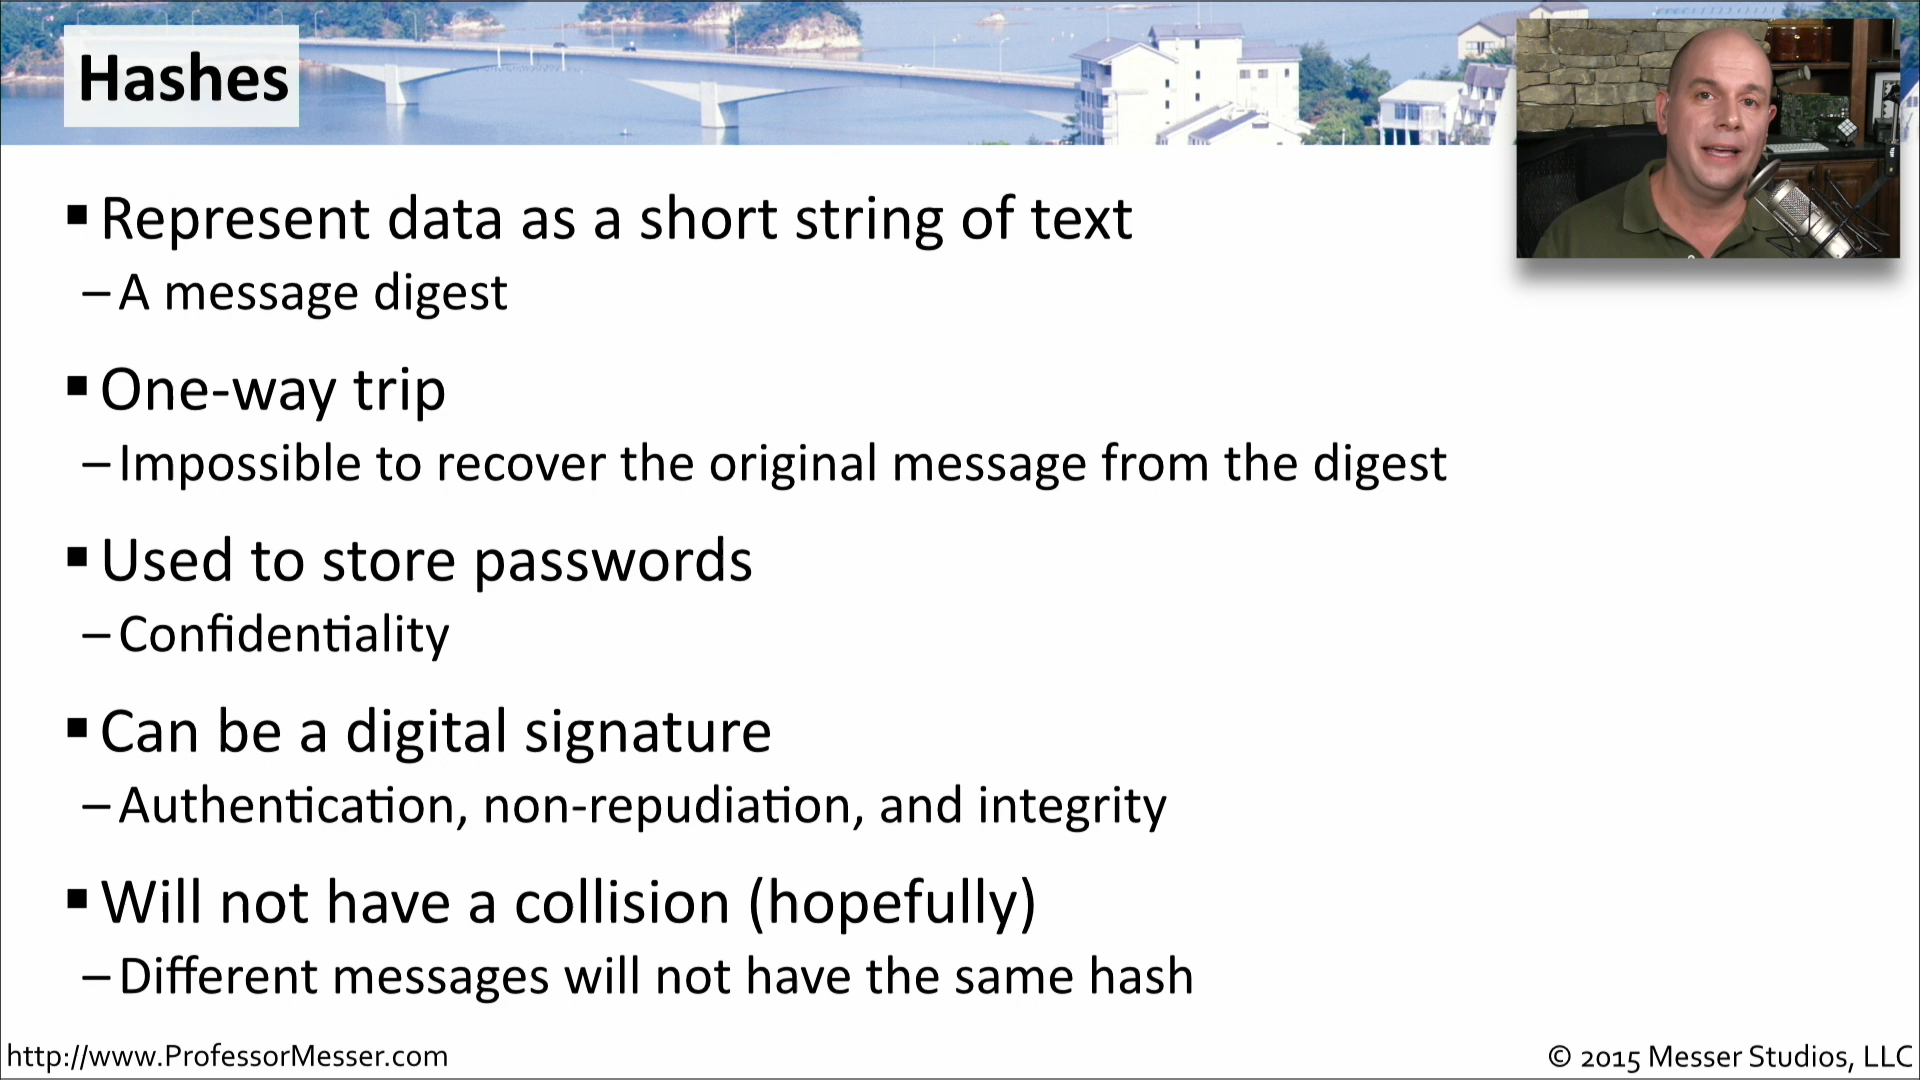 Hashes
▪ Represent data as a short string of text
– A message digest
▪ One-way trip
– Impossible to recover the original message from the digest
▪ Used to store passwords
– Confidentiality
▪ Can be a digital signature
– Authentication, non-repudiation, and integrity
▪ Will not have a collision (hopefully)
– Different messages will not have the same hash
http://www.ProfessorMesser.com
© 2015 Messer Studios, LLC